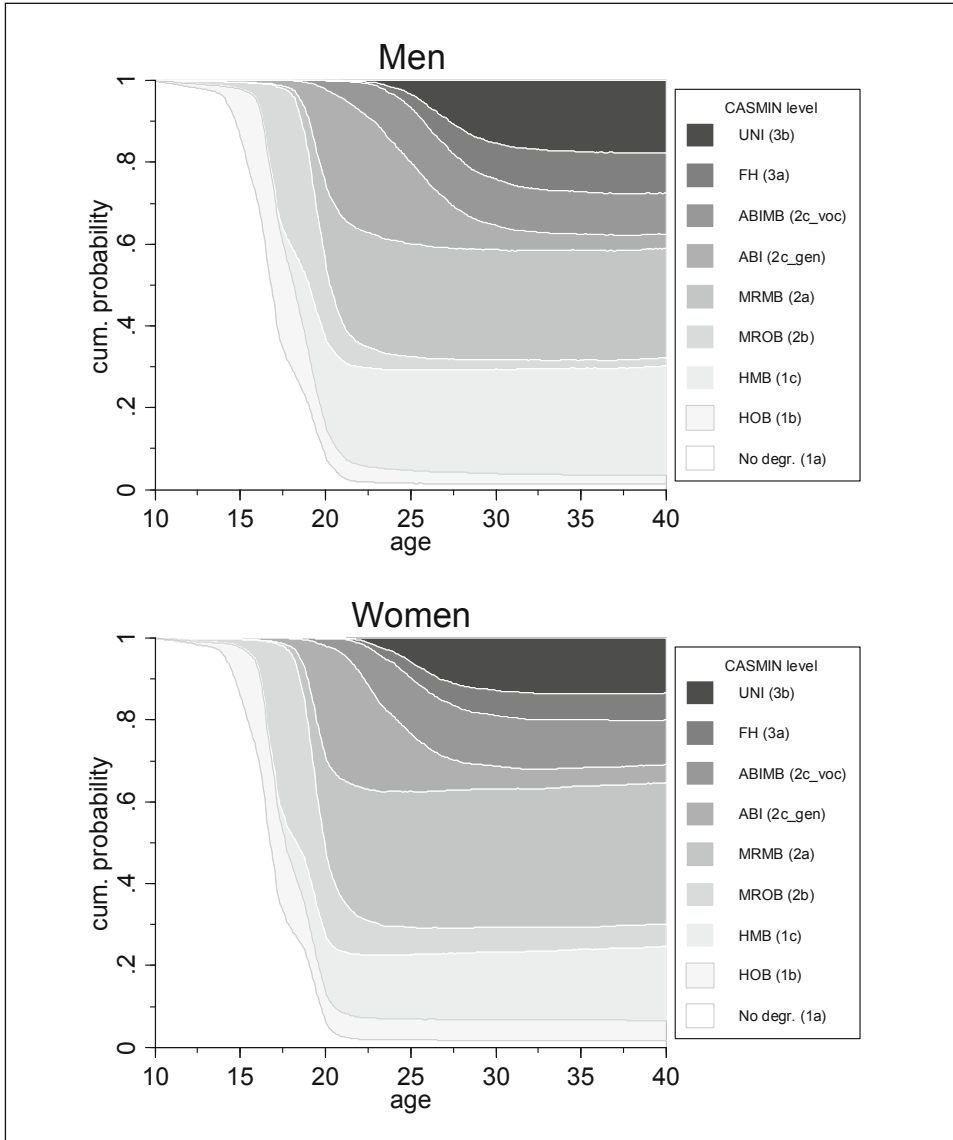 Men
cum. probability
1
.8
.6
.4
.2
0
10 15 20 25 30 35 40
age
CASMIN level
UNI (3b)
FH (3a)
ABIMB (2c_voc)
ABI (2c_gen)
MRMB (2a)
MROB (2b)
HMB (1c)
HOB (1b)
No degr. (1a)
Women
cum. probability
1
.8
.6
.4
.2
0
10 15 20 25 30 35 40
age
CASMIN level
UNI (3b)
FH (3a)
ABIMB (2c_voc)
ABI (2c_gen)
MRMB (2a)
MROB (2b)
HMB (1c)
HOB (1b)
No degr. (1a)